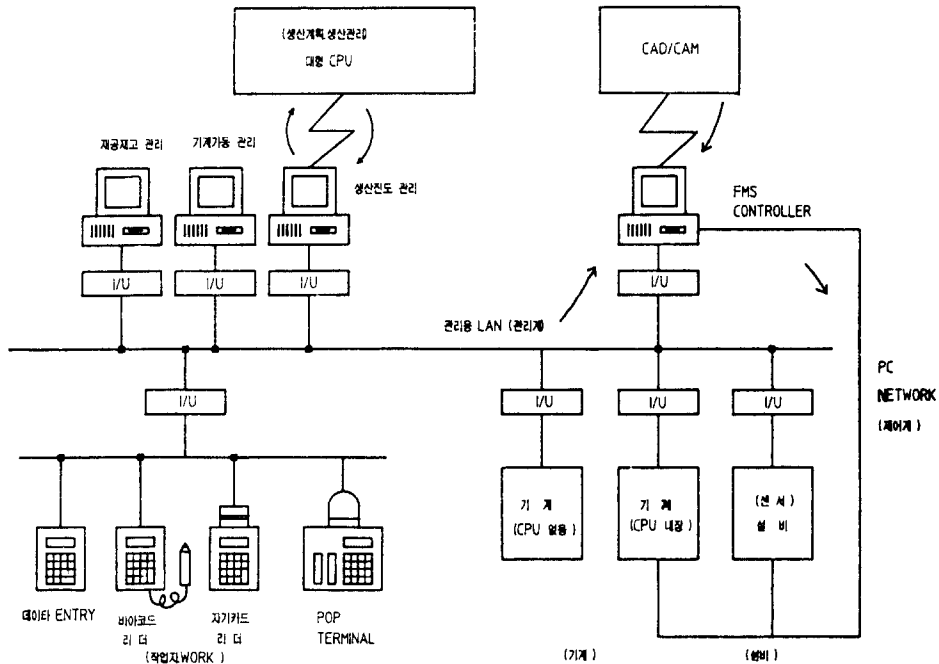 (생산계획,생산관리)
대형 CPU
CAD/CAM
재공재고 관리
기계가동 관리
생산진도 관리
FMS
CONTROLLER
I/U
I/U
I/U
I/U
관리용 LAN (관리계)
PC
NETWORK
(제어계)
I/U
I/U
I/U
I/U
기 계
(CPU 없음)
기 계
(CPU 내장)
(센서)
설 비
데이타 ENTRY
바아코드
리 더
자기카드
리 더
POP
TERMINAL
(작업자WORK)
(기계)
(설비)